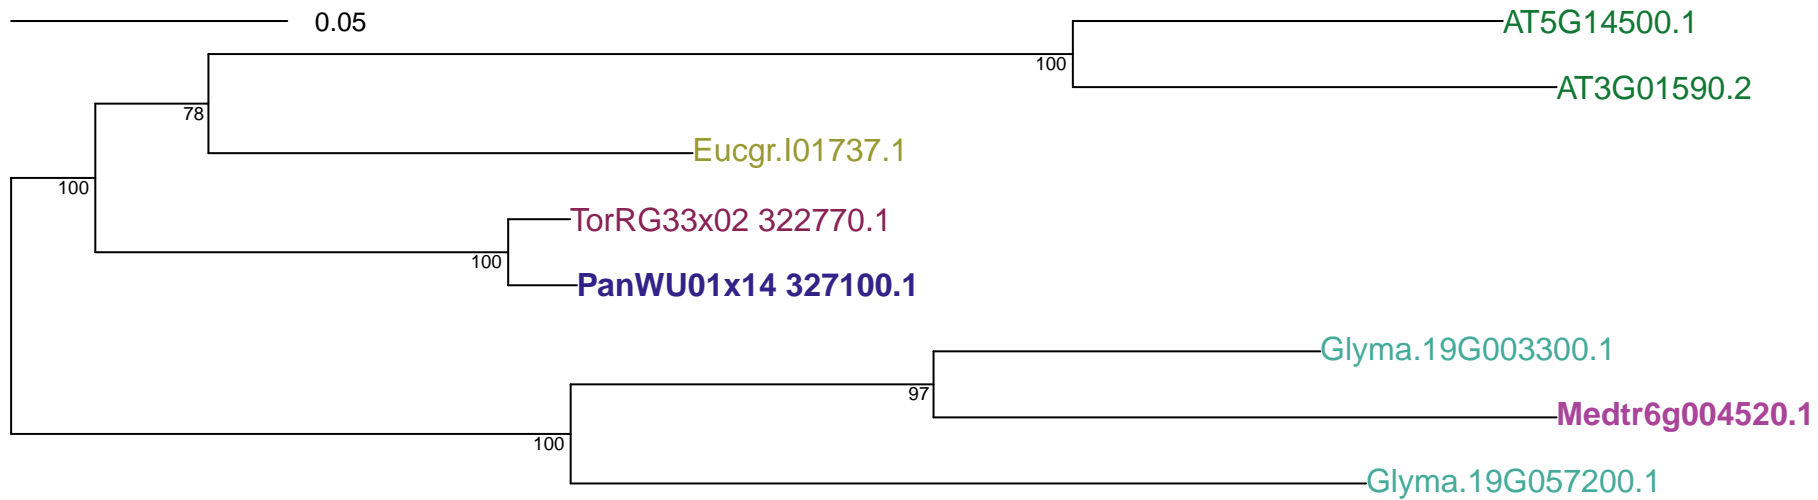 0.05
AT5G14500.1
100
AT3G01590.2
78
Eucgr.I01737.1
100
TorRG33x02 322770.1
100
PanWU01x14 327100.1
Glyma.19G003300.1
97
Medtr6g004520.1
100
Glyma.19G057200.1